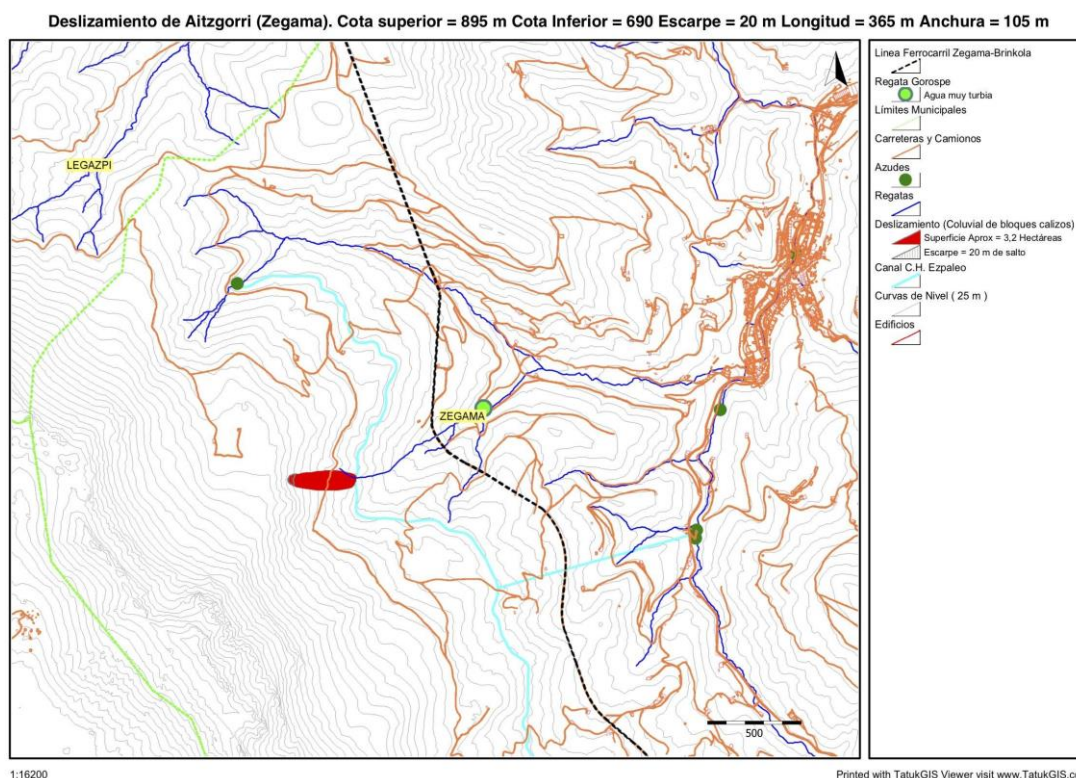 Deslizamiento de Aitzgorri (Zegama). Cota superior = 895 m Cota Inferior = 690 Escarpe = 20 m Longitud = 365 m Anchura = 105 m
LEGAZPI
ZEGAMA
500
Linea Ferrocarril Zegama-Brinkola
Regata Gorospe
Agua muy turbia
Límites Municipales
Carreteras y Camionos
Azudes
Regatas
Deslizamiento (Coluvial de bloques calizos)
Superficie Aprox = 3,2 Hectáreas
Escarpe = 20 m de salto
Canal C.H. Ezpaleo
Curvas de Nivel ( 25 m )
Edificios
1:16200
Printed with TatukGIS Viewer visit www.TatukGIS.co